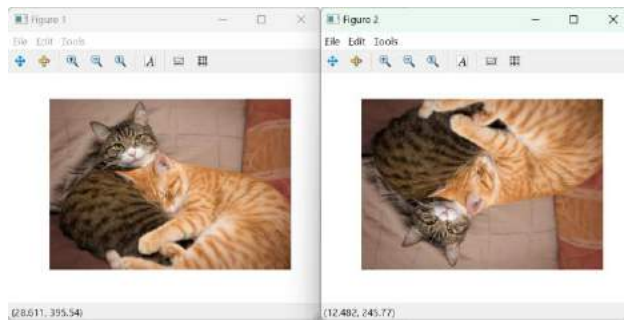 Figure 1
File Edit Tools
A
(28.611, 395.54)
Figure 2
File Edit Tools
A
(12.482, 245.77)